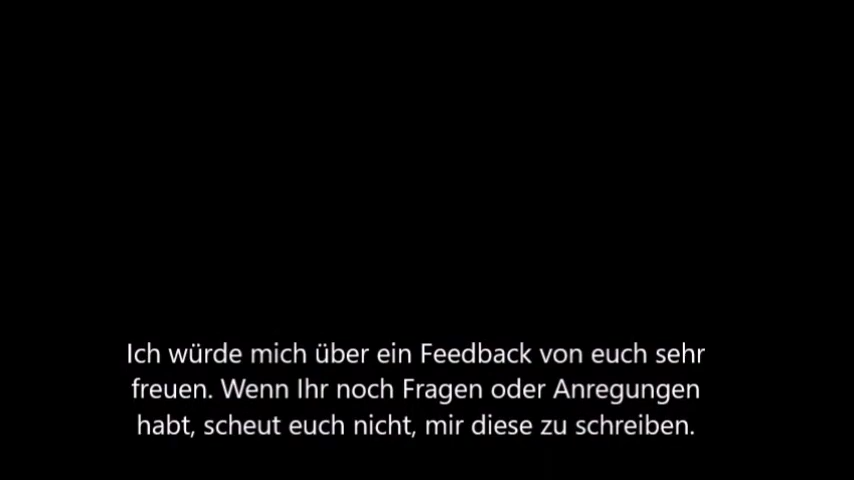 Ich würde mich über ein Feedback von euch sehr
freuen. Wenn Ihr noch Fragen oder Anregungen
habt, scheut euch nicht, mir diese zu schreiben.